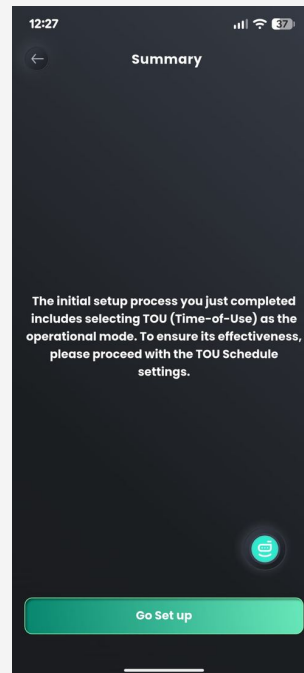 12:27
37
Summary
The initial setup process you just completed
includes selecting TOU (Time-of-Use) as the
operational mode. To ensure its effectiveness,
please proceed with the TOU Schedule
settings.
Go Set up